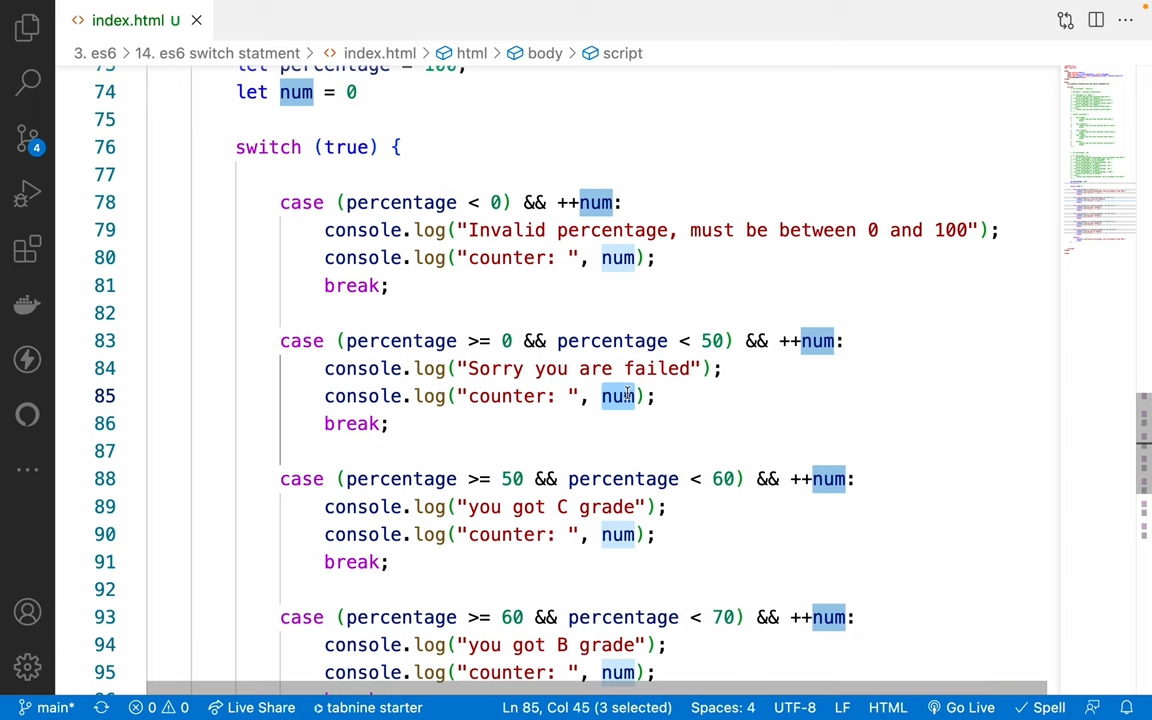 index.html U
3. es6 > 14. es6 switch statment > index.html > html > body > script
let percentage = 100;
74 let num = 0
75
76 switch (true) {
77
78 case (percentage < 0) && ++num:
79 console.log("Invalid percentage, must be between 0 and 100");
80 console.log("counter: ", num);
81 break;
82
83 case (percentage >= 0 && percentage < 50) && ++num:
84 console.log("Sorry you are failed");
85 console.log("counter: ", num);
86 break;
87
88 case (percentage >= 50 && percentage < 60) && ++num:
89 console.log("you got C grade");
90 console.log("counter: ", num);
91 break;
92
93 case (percentage >= 60 && percentage < 70) && ++num:
94 console.log("you got B grade");
95 console.log("counter: ", num);
4
main* 0 0 Live Share tabnine starter Ln 85, Col 45 (3 selected) Spaces: 4 UTF-8 LF HTML Go Live Spell